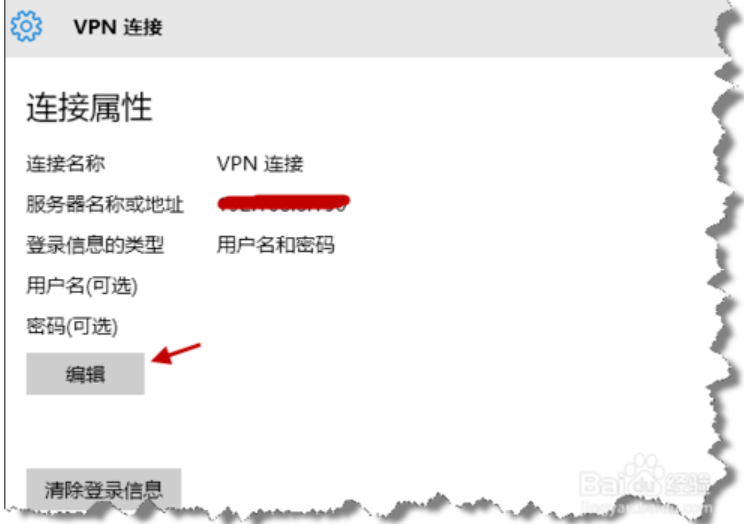 VPN 连接
连接属性
连接名称 VPN 连接
服务器名称或地址
登录信息的类型 用户名和密码
用户名(可选)
密码(可选)
编辑
清除登录信息
Baidu 经验